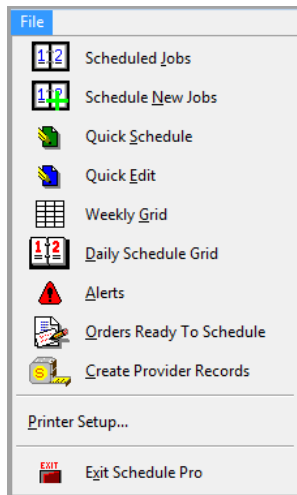 File
Scheduled Jobs
Schedule New Jobs
Quick Schedule
Quick Edit
Weekly Grid
Daily Schedule Grid
Alerts
Orders Ready To Schedule
Create Provider Records
Printer Setup...
EXIT Exit Schedule Pro